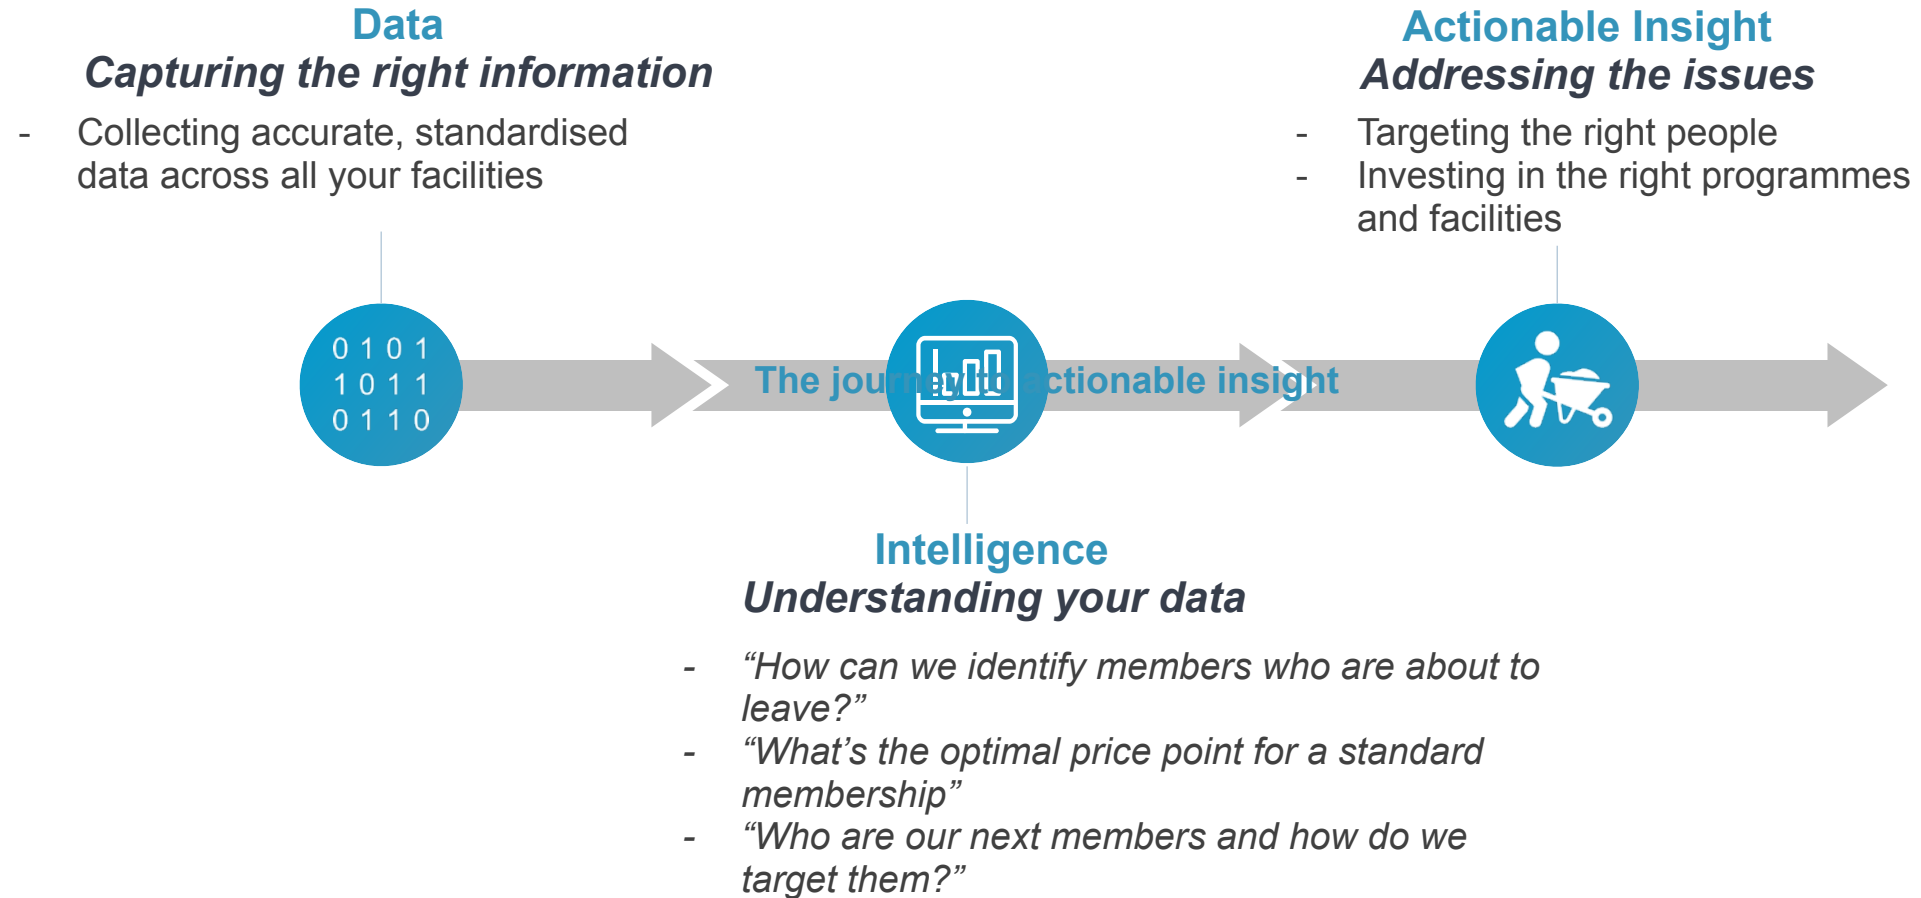 Data
Capturing the right information
- Collecting accurate, standardised
data across all your facilities
Actionable Insight
Addressing the issues
- Targeting the right people
- Investing in the right programmes
and facilities
0 1 0 1
1 0 1 1
0 1 1 0
The journey to actionable insight
Intelligence
Understanding your data
- “How can we identify members who are about to
leave?”
- “What’s the optimal price point for a standard
membership”
- “Who are our next members and how do we
target them?”